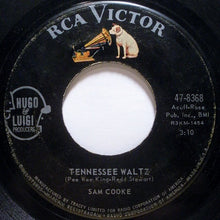 RCA VICTOR
HUGO
&
LUIGI
PRODUCERS
47-8368
Acuff-Rose
Pub. Inc., BMI
3:10
TENNESSEE WALTZ
(Pee Wee King-Redd Stewart)
SAM COOKE